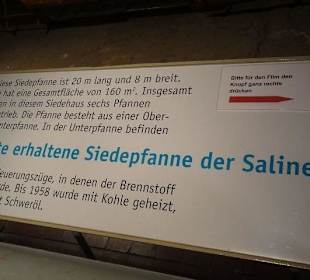 iese Siedepfanne ist 20 m lang und 8 m breit.
hat eine Gesamtfläche von 160 m². Insgesamt
en in diesem Siedehaus sechs Pfannen
trieb. Die Pfanne besteht aus einer Ober-
nterpfanne. In der Unterpfanne befinden
Bitte für den Film den
Knopf ganz rechts
drücken
te erhaltene Siedepfanne der Saline
euerungszüge, in denen der Brennstoff
rde. Bis 1958 wurde mit Kohle geheizt,
t Schweröl.